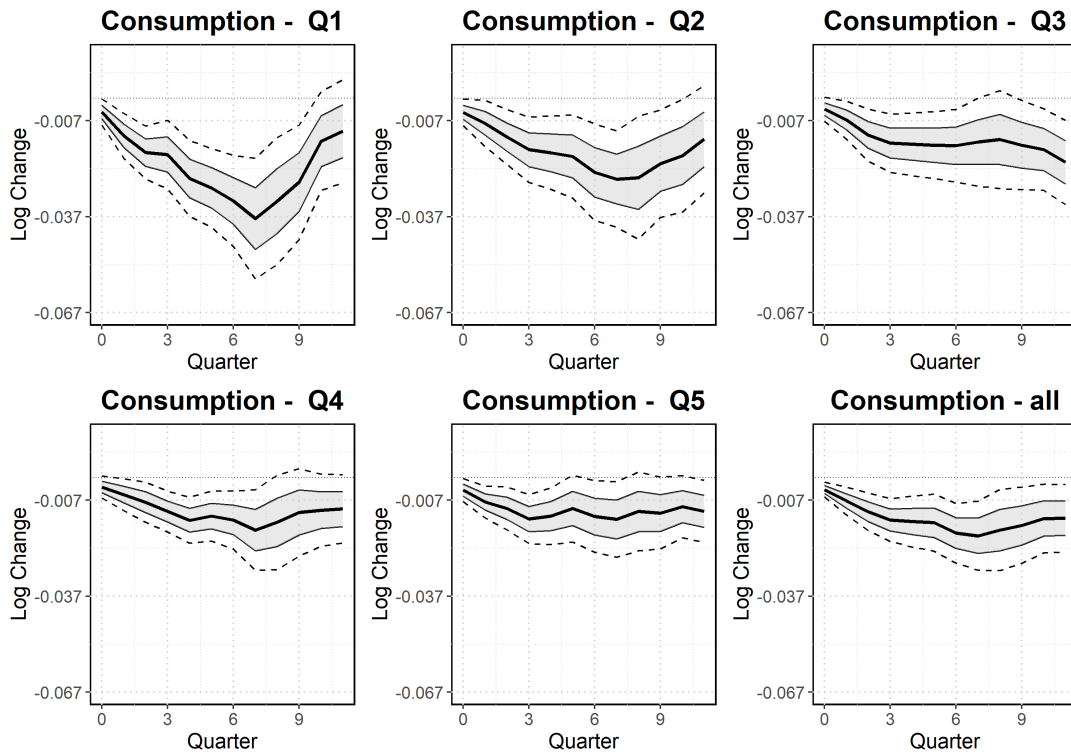 Consumption -  Q1
Log Change
-0.007
-0.037
-0.067
0 3 6 9
Quarter
Consumption -  Q2
Log Change
-0.007
-0.037
-0.067
0 3 6 9
Quarter
Consumption -  Q3
Log Change
-0.007
-0.037
-0.067
0 3 6 9
Quarter
Consumption -  Q4
Log Change
-0.007
-0.037
-0.067
0 3 6 9
Quarter
Consumption -  Q5
Log Change
-0.007
-0.037
-0.067
0 3 6 9
Quarter
Consumption - all
Log Change
-0.007
-0.037
-0.067
0 3 6 9
Quarter